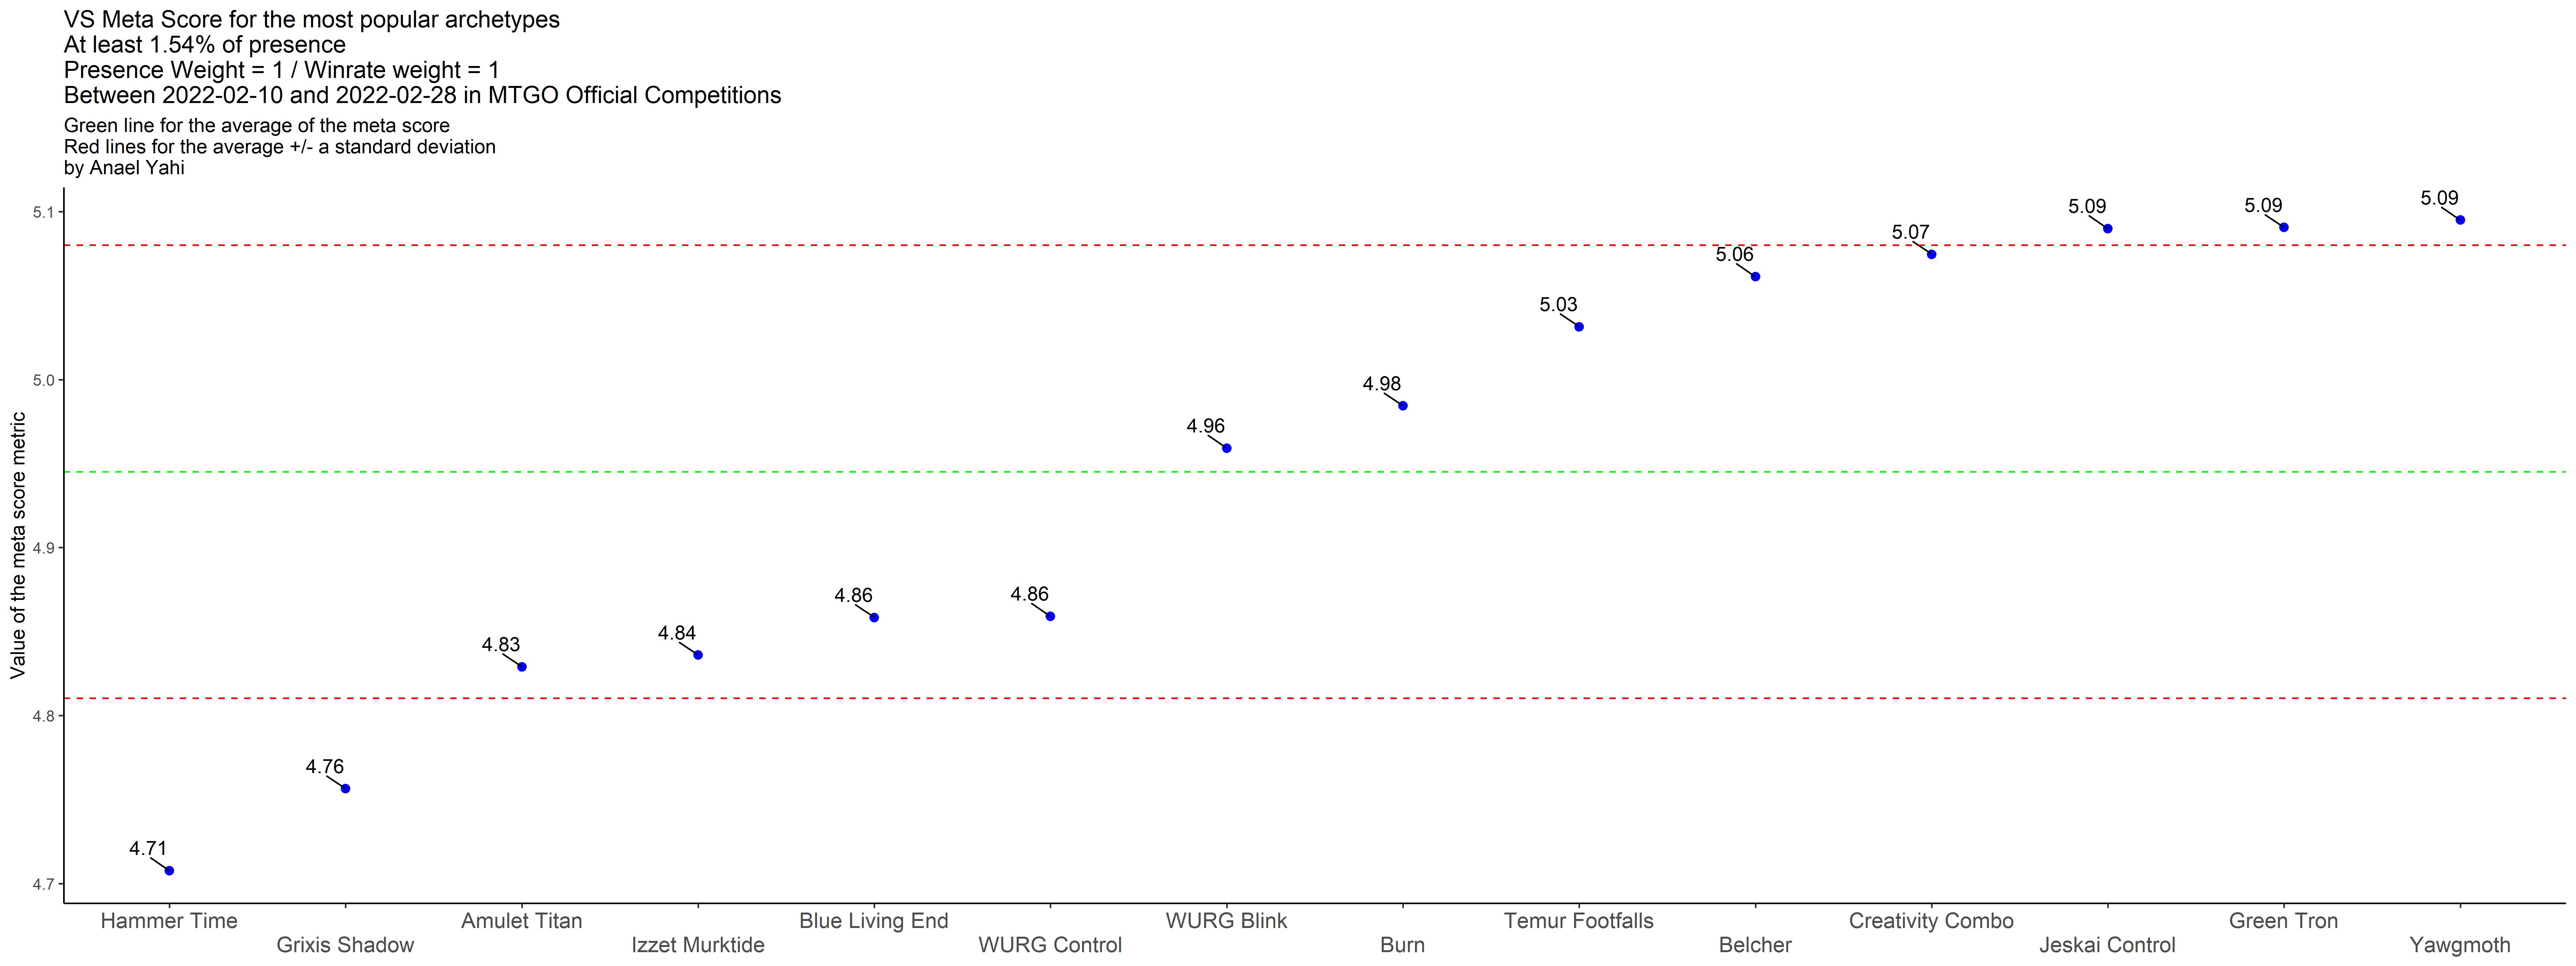 VS Meta Score for the most popular archetypes
At least 1.54% of presence
Presence Weight = 1 / Winrate weight = 1
Between 2022-02-10 and 2022-02-28 in MTGO Official Competitions
Green line for the average of the meta score
Red lines for the average +/- a standard deviation
by Anael Yahi
Value of the meta score metric
5.1
5.0
4.9
4.8
4.7
4.71
4.76
4.83
4.84
4.86
4.86
4.96
4.98
5.03
5.06
5.07
5.09
5.09
5.09
Hammer Time
Grixis Shadow
Amulet Titan
Izzet Murktide
Blue Living End
WURG Control
WURG Blink
Burn
Temur Footfalls
Belcher
Creativity Combo
Jeskai Control
Green Tron
Yawgmoth